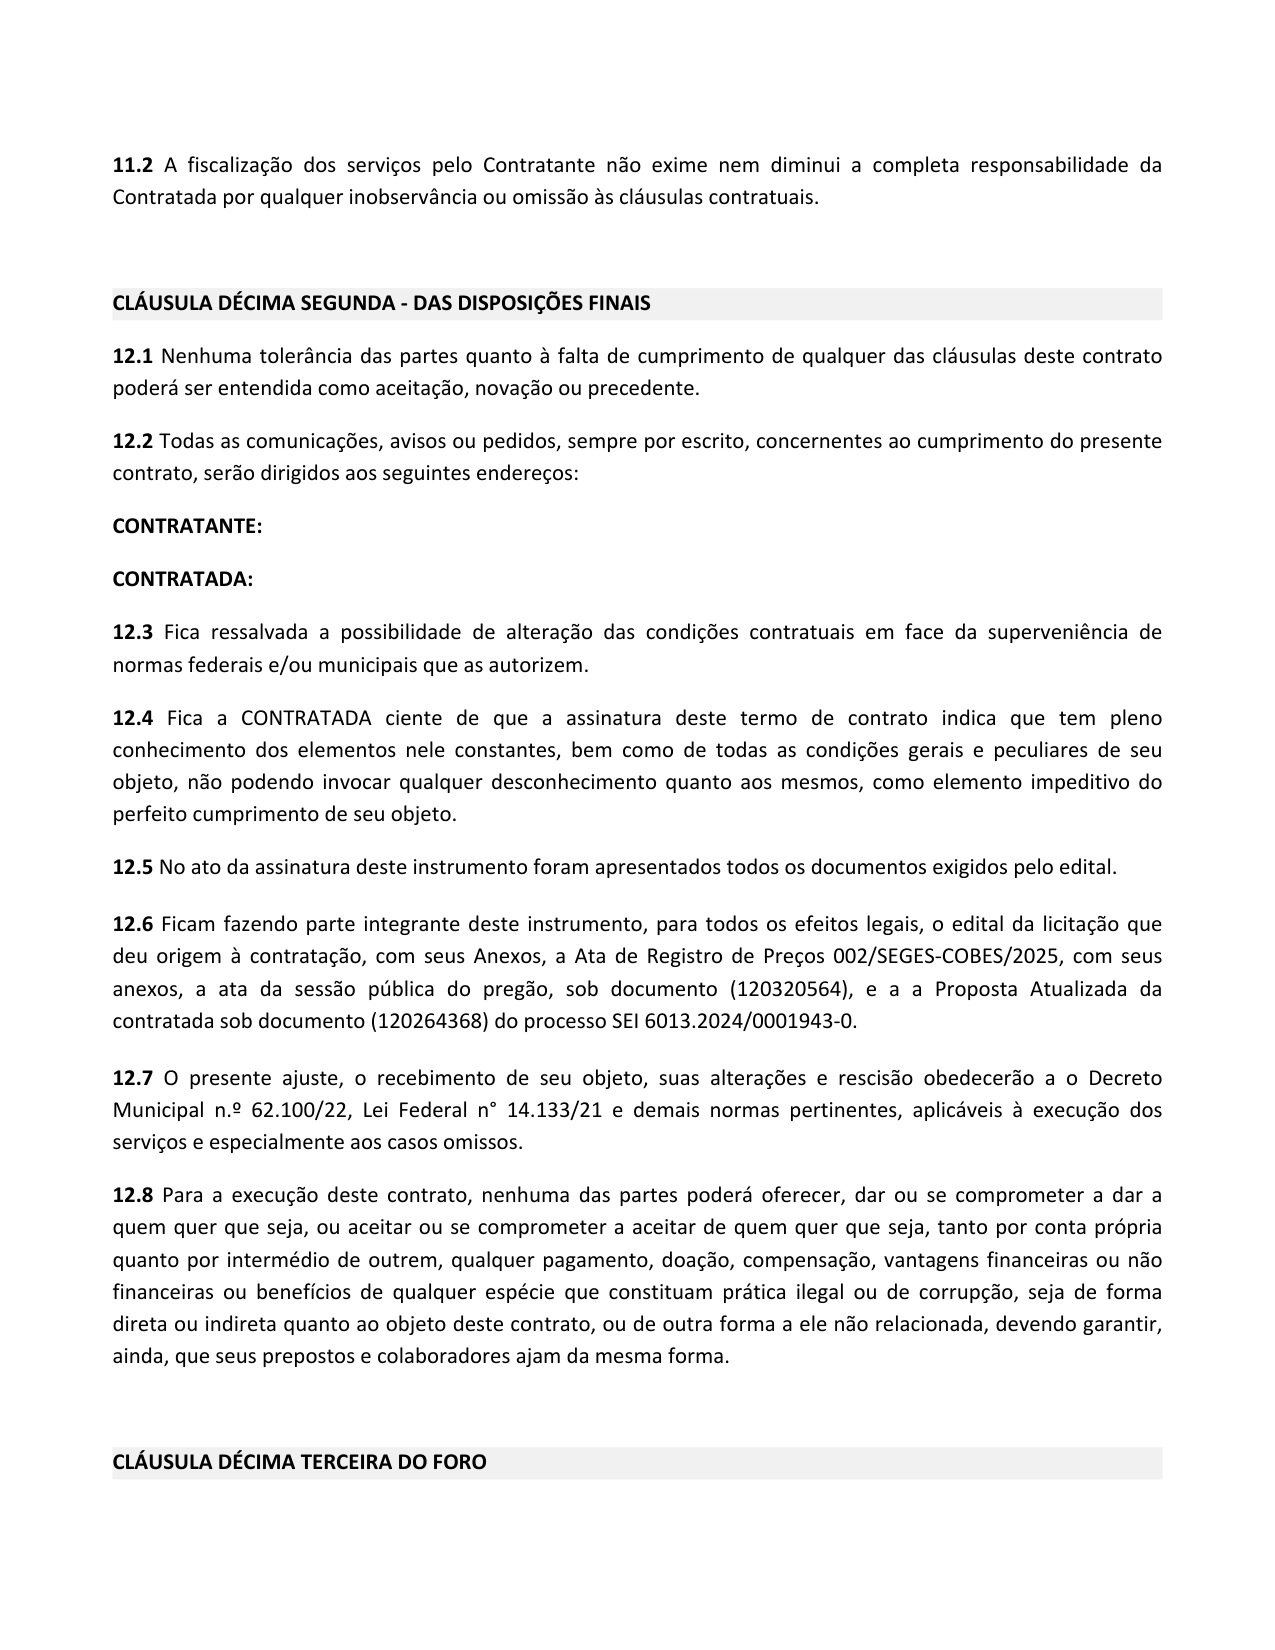 11.2 A fiscalização dos serviços pelo Contratante não exime nem diminui a completa responsabilidade da
Contratada por qualquer inobservância ou omissão às cláusulas contratuais.
CLÁUSULA DÉCIMA SEGUNDA - DAS DISPOSIÇÕES FINAIS
12.1 Nenhuma tolerância das partes quanto à falta de cumprimento de qualquer das cláusulas deste contrato
poderá ser entendida como aceitação, novação ou precedente.
12.2 Todas as comunicações, avisos ou pedidos, sempre por escrito, concernentes ao cumprimento do presente
contrato, serão dirigidos aos seguintes endereços:
CONTRATANTE:
CONTRATADA:
12.3 Fica ressalvada a possibilidade de alteração das condições contratuais em face da superveniência de
normas federais e/ou municipais que as autorizem.
12.4 Fica a CONTRATADA ciente de que a assinatura deste termo de contrato indica que tem pleno
conhecimento dos elementos nele constantes, bem como de todas as condições gerais e peculiares de seu
objeto, não podendo invocar qualquer desconhecimento quanto aos mesmos, como elemento impeditivo do
perfeito cumprimento de seu objeto.
12.5 No ato da assinatura deste instrumento foram apresentados todos os documentos exigidos pelo edital.
12.6 Ficam fazendo parte integrante deste instrumento, para todos os efeitos legais, o edital da licitação que
deu origem à contratação, com seus Anexos, a Ata de Registro de Preços 002/SEGES-COBES/2025, com seus
anexos, a ata da sessão pública do pregão, sob documento (120320564), e a a Proposta Atualizada da
contratada sob documento (120264368) do processo SEI 6013.2024/0001943-0.
12.7 O presente ajuste, o recebimento de seu objeto, suas alterações e rescisão obedecerão a o Decreto
Municipal n.º 62.100/22, Lei Federal n° 14.133/21 e demais normas pertinentes, aplicáveis à execução dos
serviços e especialmente aos casos omissos.
12.8 Para a execução deste contrato, nenhuma das partes poderá oferecer, dar ou se comprometer a dar a
quem quer que seja, ou aceitar ou se comprometer a aceitar de quem quer que seja, tanto por conta própria
quanto por intermédio de outrem, qualquer pagamento, doação, compensação, vantagens financeiras ou não
financeiras ou benefícios de qualquer espécie que constituam prática ilegal ou de corrupção, seja de forma
direta ou indireta quanto ao objeto deste contrato, ou de outra forma a ele não relacionada, devendo garantir,
ainda, que seus prepostos e colaboradores ajam da mesma forma.
CLÁUSULA DÉCIMA TERCEIRA DO FORO